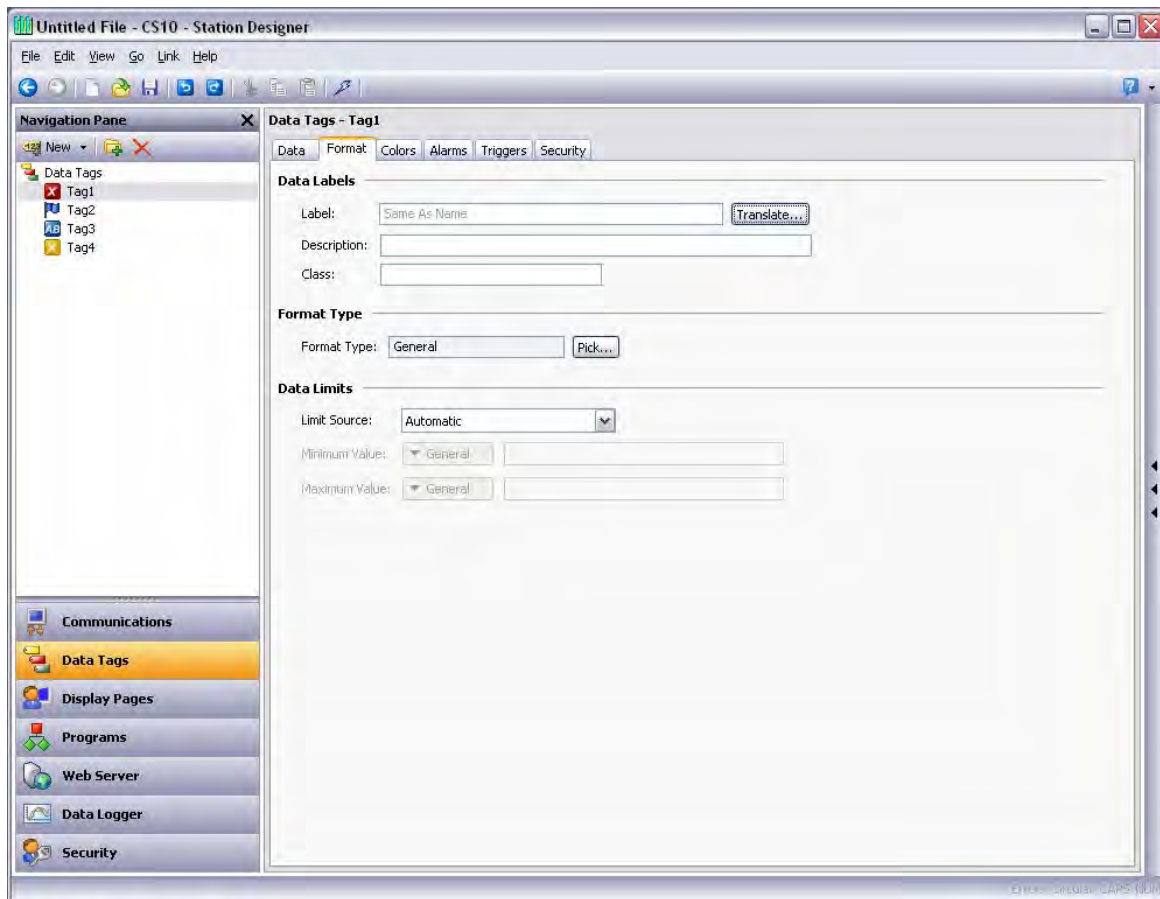 Untitled File - CS10 - Station Designer
File Edit View Go Link Help
Navigation Pane
New
Data Tags
Tag1
Tag2
Tag3
Tag4
Communications
Data Tags
Display Pages
Programs
Web Server
Data Logger
Security
Data Tags - Tag1
Data Format Colors Alarms Triggers Security
Data Labels
Label: Same As Name Translate...
Description:
Class:
Format Type
Format Type: General Pick...
Data Limits
Limit Source: Automatic
Minimum Value: General
Maximum Value: General
CAPS NUM